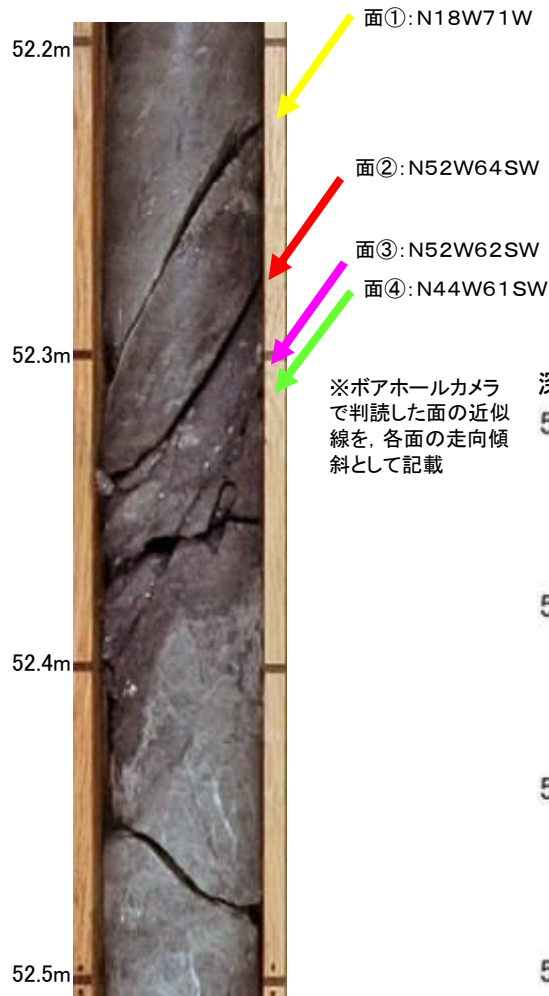 面①:N18W71W
52.2m
面②:N52W64SW
面③:N52W62SW
面④:N44W61SW
52.3m
※ボアホールカメラ
で判読した面の近似
線を，各面の走向傾
斜として記載
52.4m
52.5m